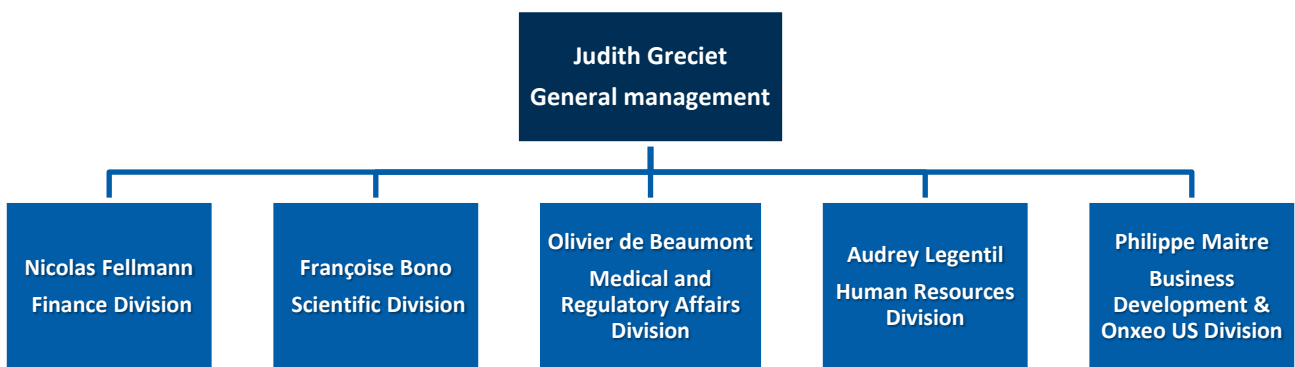 Judith Greciet
General management
Nicolas Fellmann
Finance Division
Françoise Bono
Scientific Division
Olivier de Beaumont
Medical and
Regulatory Affairs
Division
Audrey Legentil
Human Resources
Division
Philippe Maitre
Business
Development &
Onxeo US Division